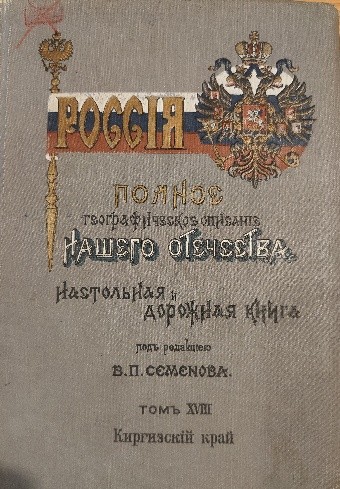 РОССІЯ
ПОЛНОЕ
ГЕОГРАФИЧЕСКОЕ ОПИСАНІЕ
НАШЕГО ОТЕЧЕСТВА.
НАСТОЛЬНАЯ И
ДОРОЖНАЯ КНИГА
подъ редакціею
В.П. СЕМЕНОВА.
ТОМЪ XVIII
Киргизскій край